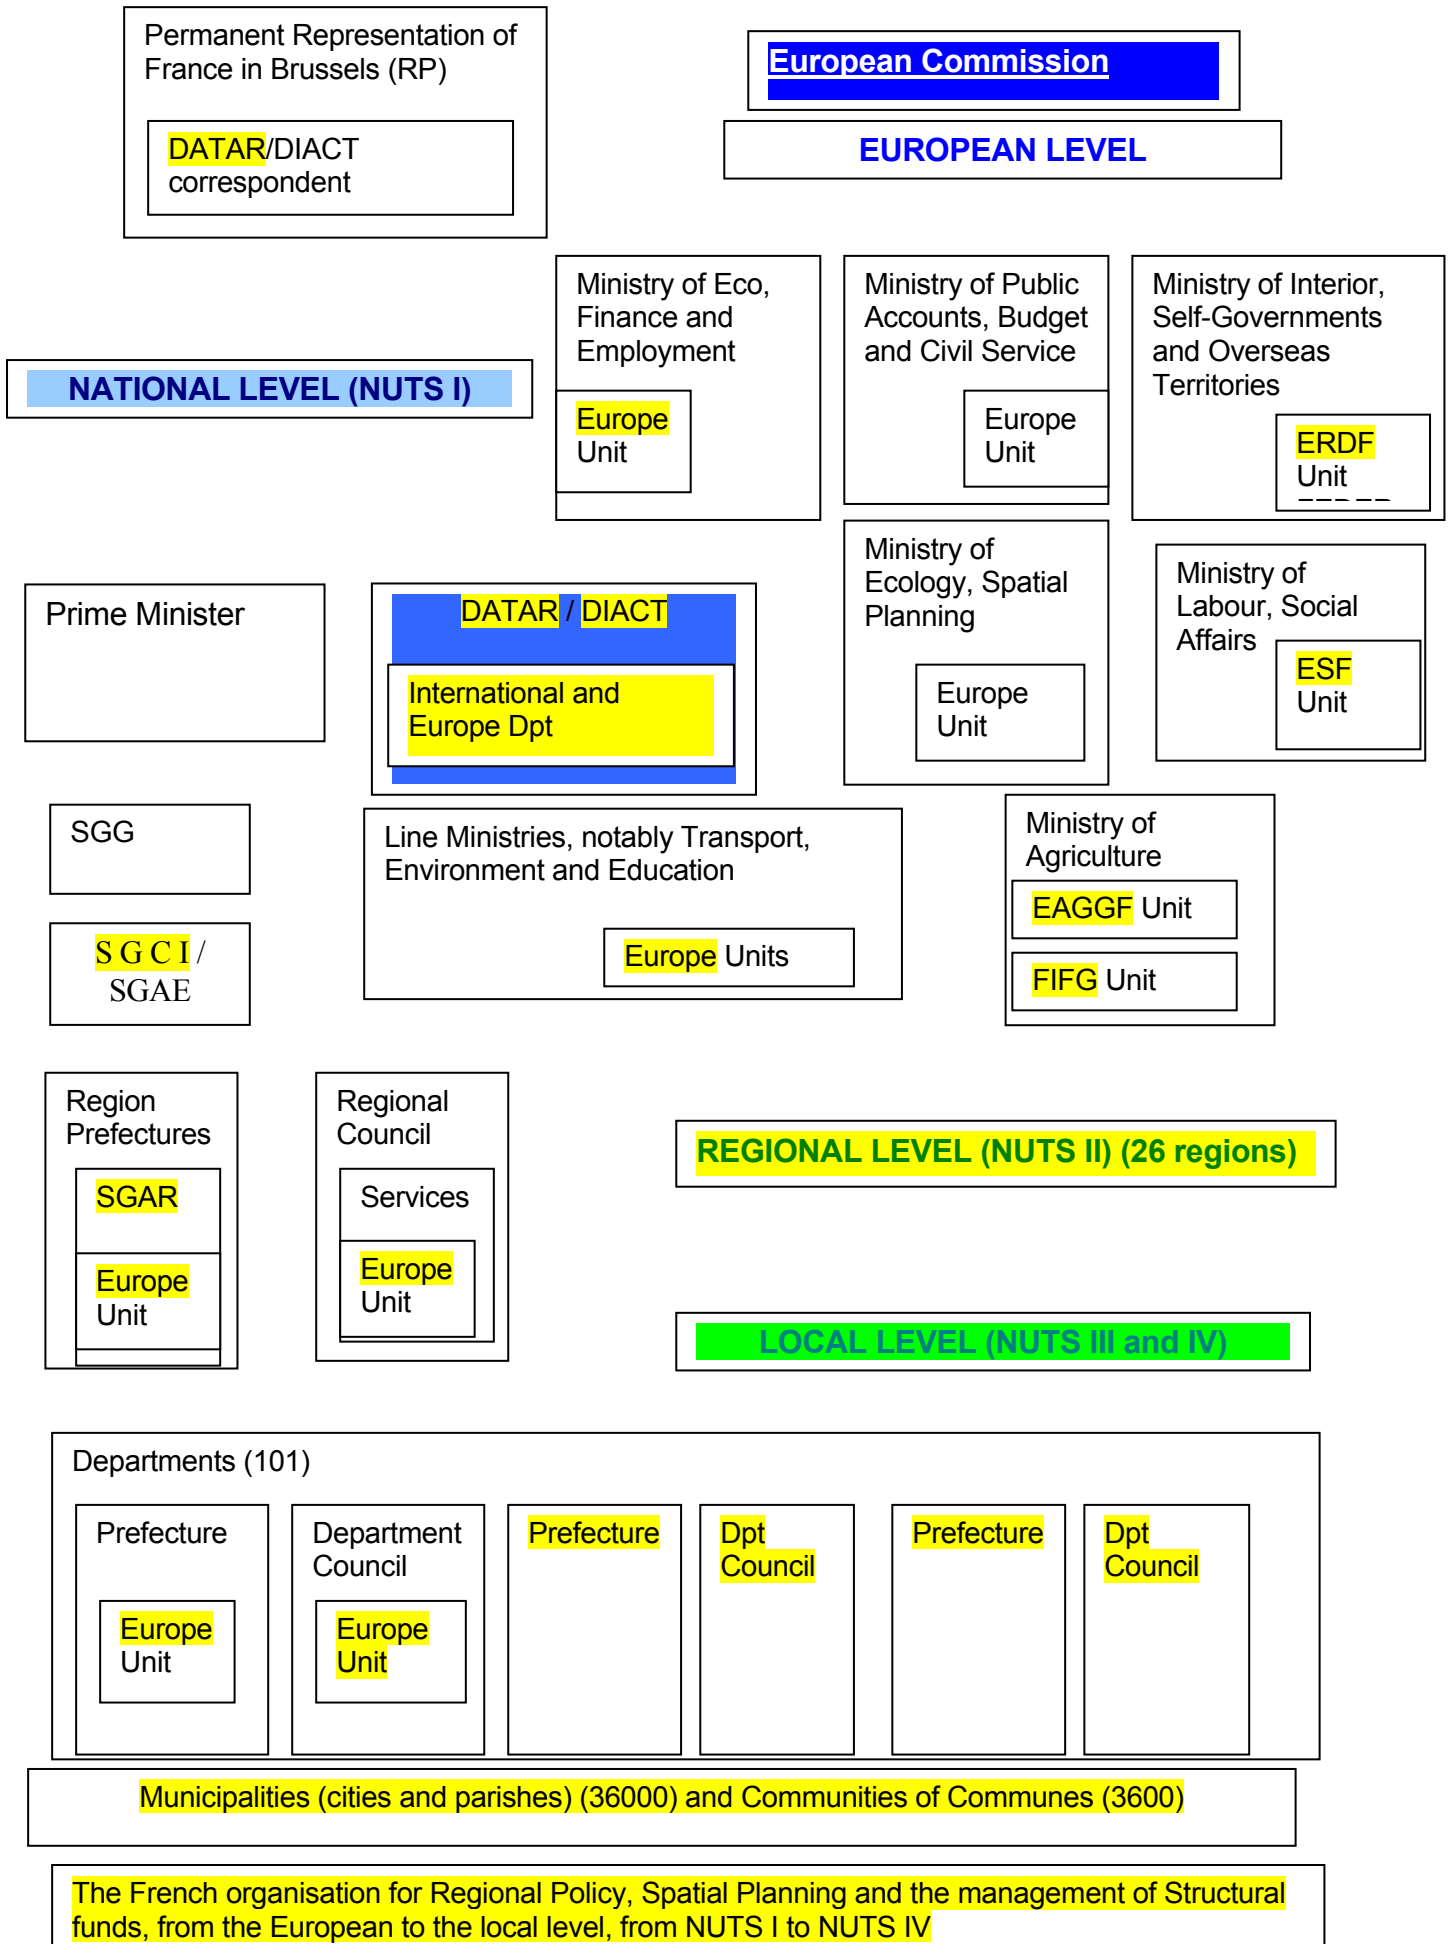 Permanent Representation of
France in Brussels (RP)
DATAR/DIACT
correspondent
European Commission
EUROPEAN LEVEL
NATIONAL LEVEL (NUTS I)
Ministry of Eco,
Finance and
Employment
Europe
Unit
Ministry of Public
Accounts, Budget
and Civil Service
Europe
Unit
Ministry of Interior,
Self-Governments
and Overseas
Territories
ERDF
Unit
Prime Minister
DATAR / DIACT
International and
Europe Dpt
Ministry of
Ecology, Spatial
Planning
Europe
Unit
Ministry of
Labour, Social
Affairs
ESF
Unit
SGG
Line Ministries, notably Transport,
Environment and Education
Europe Units
Ministry of
Agriculture
EAGGF Unit
FIFG Unit
S G C I /
SGAE
Region
Prefectures
SGAR
Europe
Unit
Regional
Council
Services
Europe
Unit
REGIONAL LEVEL (NUTS II) (26 regions)
LOCAL LEVEL (NUTS III and IV)
Departments (101)
Prefecture
Europe
Unit
Department
Council
Europe
Unit
Prefecture
Dpt
Council
Prefecture
Dpt
Council
Municipalities (cities and parishes) (36000) and Communities of Communes (3600)
The French organisation for Regional Policy, Spatial Planning and the management of Structural
funds, from the European to the local level, from NUTS I to NUTS IV